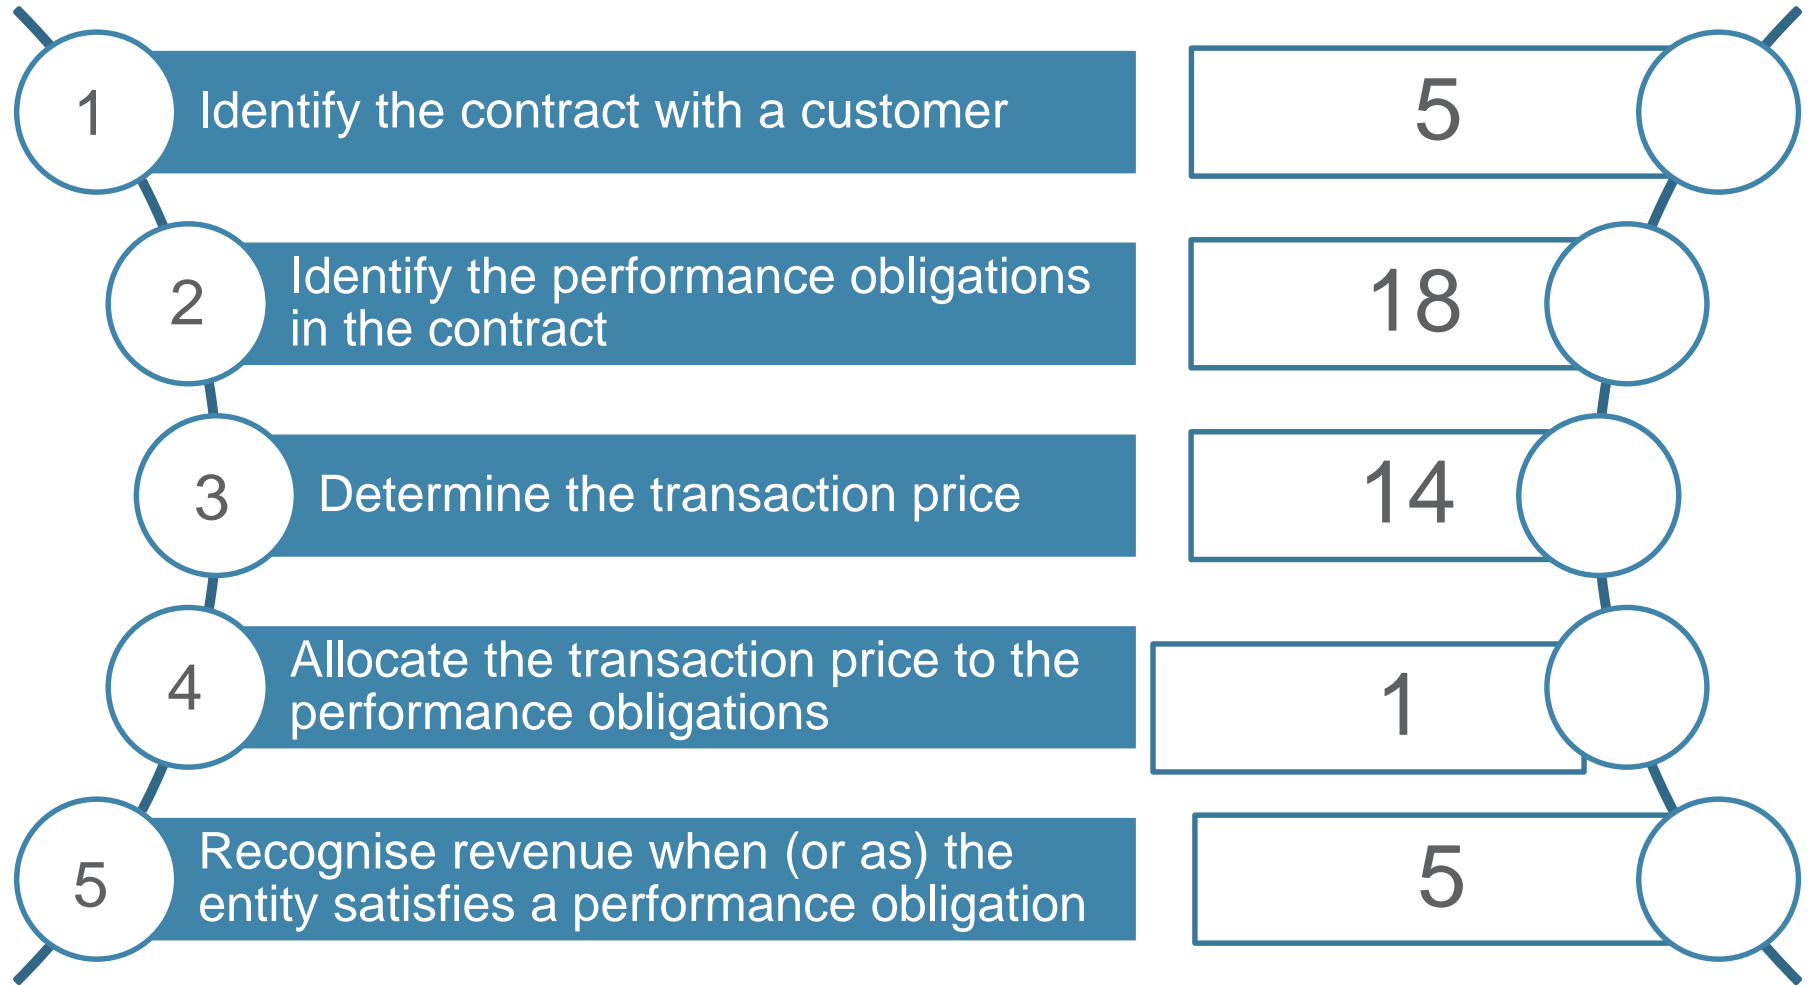 1
Identify the contract with a customer
5
2
Identify the performance obligations
in the contract
18
3
Determine the transaction price
14
4
Allocate the transaction price to the
performance obligations
1
5
Recognise revenue when (or as) the
entity satisfies a performance obligation
5